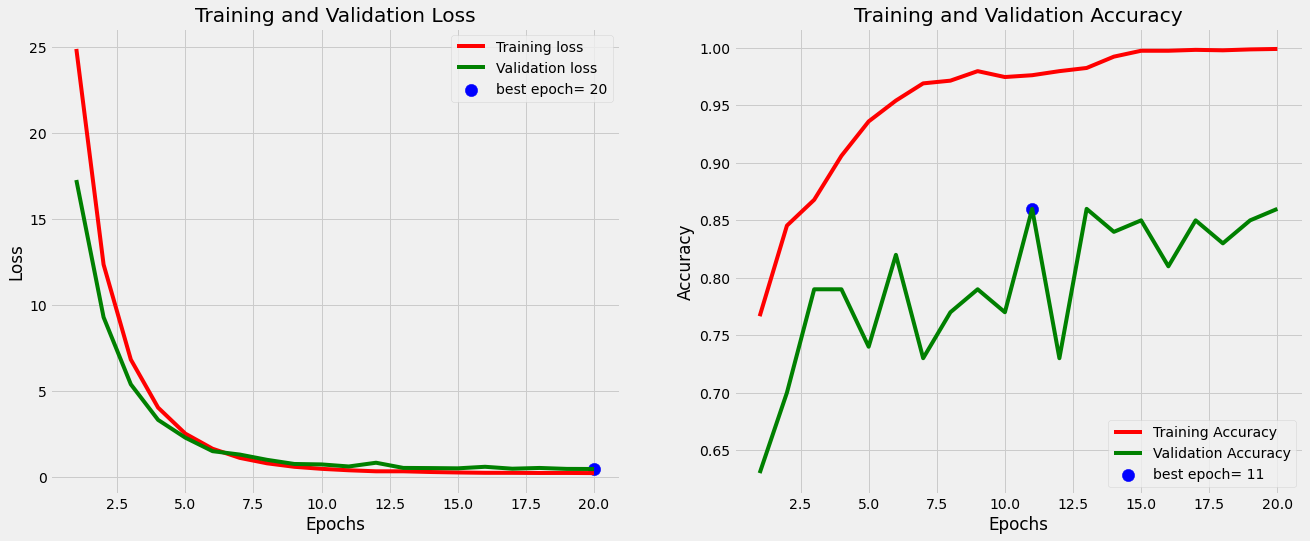 Training and Validation Loss
Loss
25
20
15
10
5
0
Training loss
Validation loss
best epoch= 20
2.5 5.0 7.5 10.0 12.5 15.0 17.5 20.0
Epochs
Training and Validation Accuracy
Accuracy
1.00
0.95
0.90
0.85
0.80
0.75
0.70
0.65
Training Accuracy
Validation Accuracy
best epoch= 11
2.5 5.0 7.5 10.0 12.5 15.0 17.5 20.0
Epochs